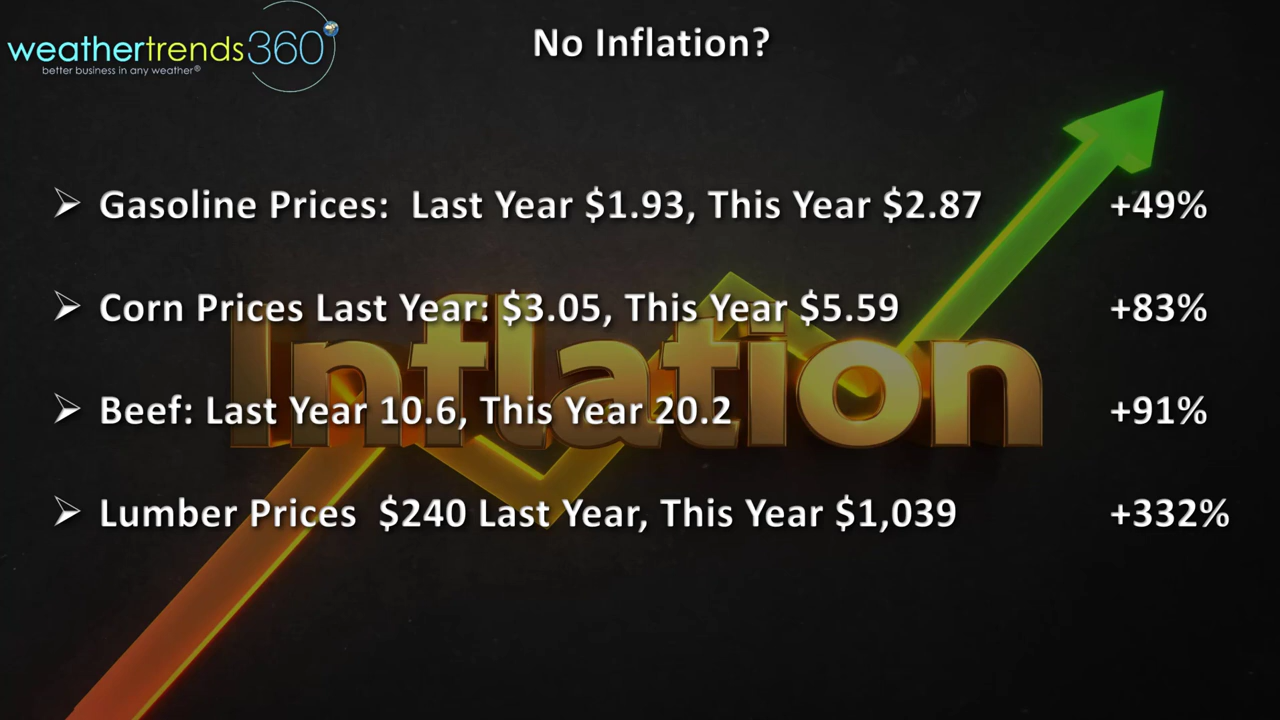 weathertrends360°
better business in any weather®
No Inflation?
➢ Gasoline Prices:  Last Year $1.93, This Year $2.87 +49%
➢ Corn Prices Last Year: $3.05, This Year $5.59 +83%
Inflation
➢ Beef: Last Year 10.6, This Year 20.2 +91%
➢ Lumber Prices  $240 Last Year, This Year $1,039 +332%